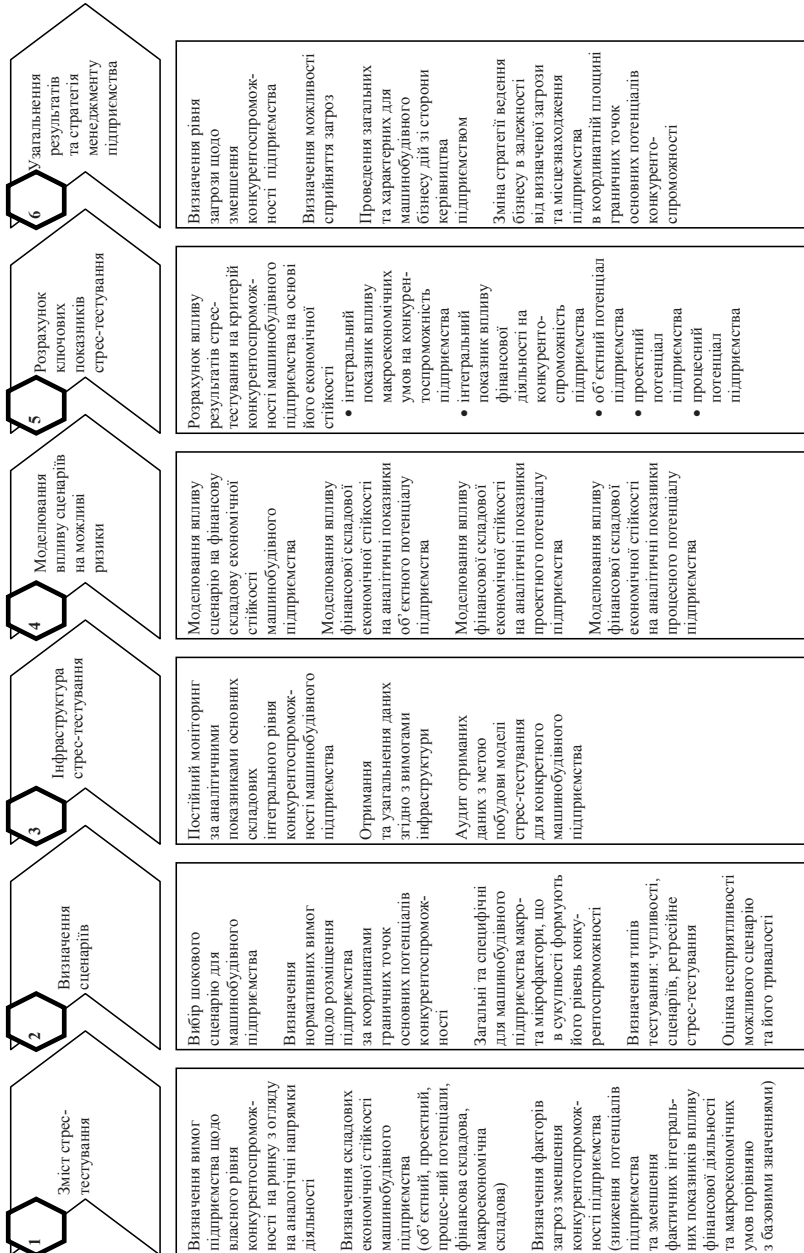 1
Зміст стрес-
тестування
Визначення вимог
підприємства щодо
власного рівня
конкурентоспромож-
ності на ринку з огляду
на аналогічні напрямки
діяльності
Визначення складових
економічної стійкості
машинобудівного
підприємства
(об’єктний, проектний,
процес-ний потенціали,
фінансова складова,
макроекономічна
складова)
Визначення факторів
загроз зменшення
конкурентоспромож-
ності підприємства
(зниження потенціалів
підприємства
та зменшення
фактичних інтеграль-
них показників впливу
фінансової діяльності
та макроекономічних
умов порівняно
з базовими значеннями)
2
Визначення
сценаріїв
Вибір шокового
сценарію для
машинобудівного
підприємства
Визначення
нормативних вимог
щодо розміщення
підприємства
за координатами
граничних точок
основних потенціалів
конкурентоспромож-
ності
Загальні та специфічні
для машинобудівного
підприємства макро-
та мікрофактори, що
в сукупності формують
його рівень конку-
рентоспроможності
Визначення типів
тестування: чутливості,
сценаріїв, регресійне
стрес-тестування
Оцінка несприятливості
можливого сценарію
та його тривалості
3
Інфраструктура
стрес-тестування
Постійний моніторинг
за аналітичними
показниками основних
складових
інтегрального рівня
конкурентоспромож-
ності машинобудівного
підприємства
Отримання
та узагальнення даних
згідно з вимогами
інфраструктури
Аудит отриманих
даних з метою
побудови моделі
стрес-тестування
для конкретного
машинобудівного
підприємства
4
Моделювання
впливу сценаріїв
на можливі
ризики
Моделювання впливу
сценарію на фінансову
складову економічної
стійкості
машинобудівного
підприємства
Моделювання впливу
фінансової складової
економічної стійкості
на аналітичні показники
об’єктного потенціалу
підприємства
Моделювання впливу
фінансової складової
економічної стійкості
на аналітичні показники
проектного потенціалу
підприємства
Моделювання впливу
фінансової складової
економічної стійкості
на аналітичні показники
процесного потенціалу
підприємства
5
Розрахунок
ключових
показників
стрес-тестування
Розрахунок впливу
результатів стрес-
тестування на критерій
конкурентоспромож-
ності машинобудівного
підприємства на основі
його економічної
стійкості
• інтегральний
показник впливу
макроекономічних
умов на конкурен-
тоспроможність
підприємства
• інтегральний
показник впливу
фінансової
діяльності на
конкуренто-
спроможність
підприємства
• об’єктний потенціал
підприємства
• проектний
потенціал
підприємства
• процесний
потенціал
підприємства
6
Узагальнення
результатів
та стратегія
менеджменту
підприємства
Визначення рівня
загрози щодо
зменшення
конкурентоспромож-
ності підприємства
Визначення можливості
сприйняття загроз
Проведення загальних
та характерних для
машинобудівного
бізнесу дій зі сторони
керівництва
підприємством
Зміна стратегії ведення
бізнесу в залежності
від визначеної загрози
та місцезнаходження
підприємства
в координатній площині
граничних точок
основних потенціалів
конкуренто-
спроможності